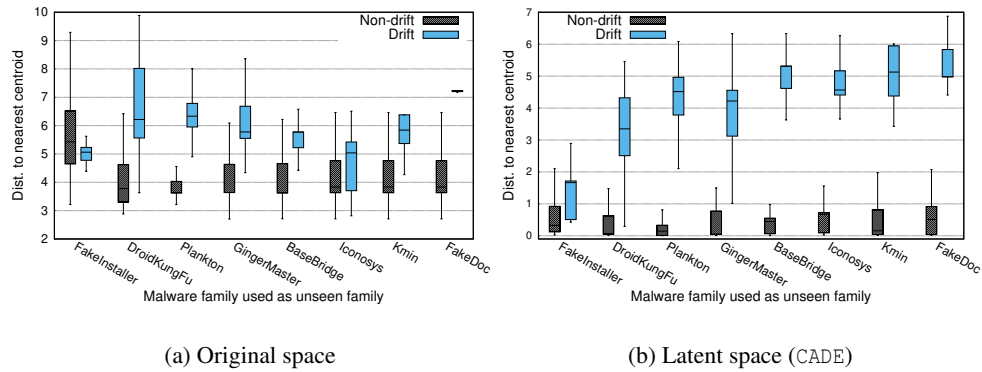 Dist. to nearest centroid
10
9
8
7
6
5
4
3
2
Non-drift
Drift
FakeInstaller
DroidKungFu
Plankton
GingerMaster
BaseBridge
Iconosys
Kmin
FakeDoc
Malware family used as unseen family
(a) Original space
Dist. to nearest centroid
7
6
5
4
3
2
1
0
Non-drift
Drift
FakeInstaller
DroidKungFu
Plankton
GingerMaster
BaseBridge
Iconosys
Kmin
FakeDoc
Malware family used as unseen family
(b) Latent space (CADE)